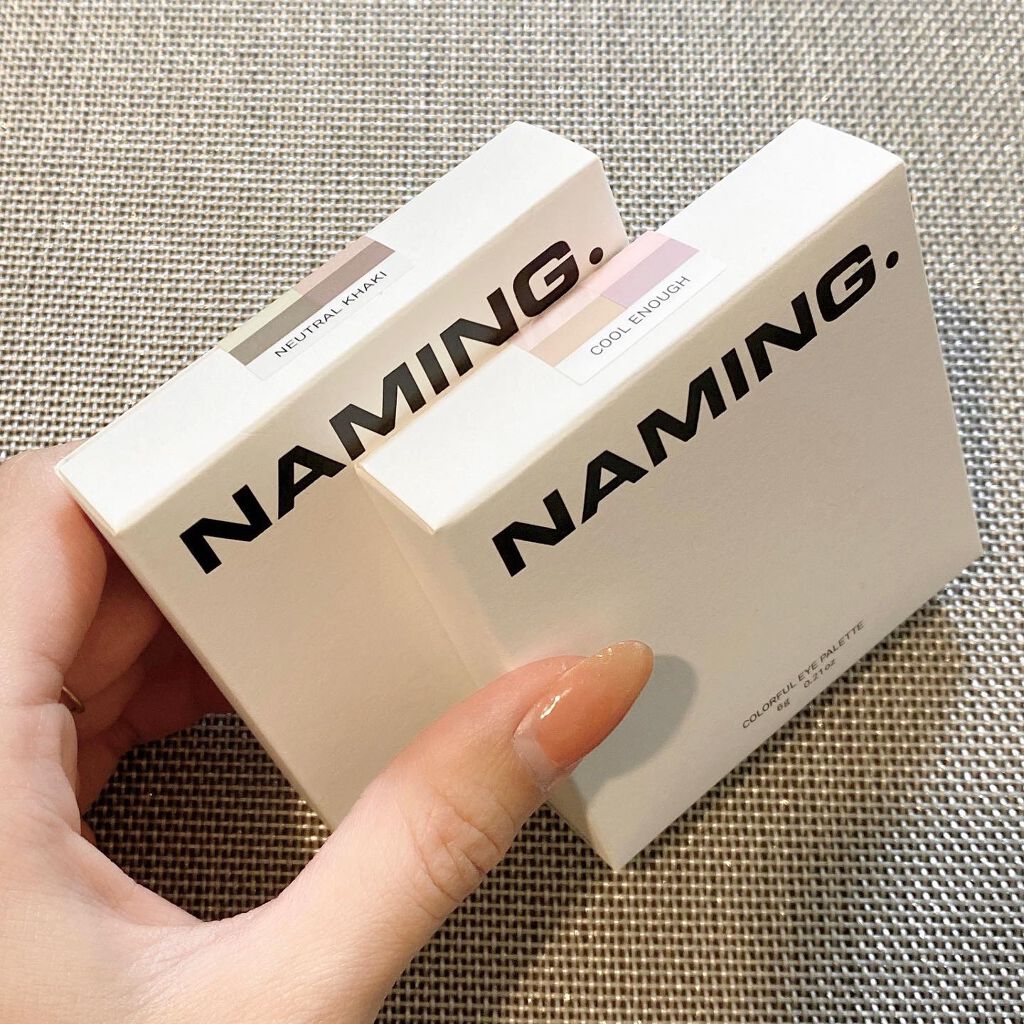 NEUTRAL KHAKI
NAMING.
COOL ENOUGH
NAMING.
COLORFUL EYE PALETTE
6g 0.21oz